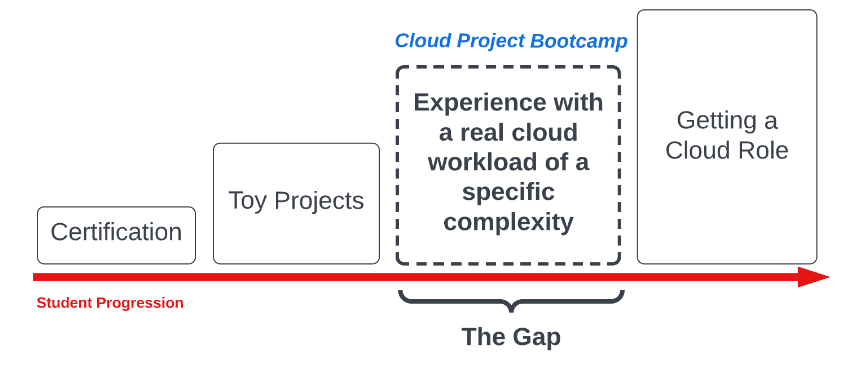 Cloud Project Bootcamp
Certification
Toy Projects
Experience with
a real cloud
workload of a
specific
complexity
Getting a
Cloud Role
Student Progression
The Gap